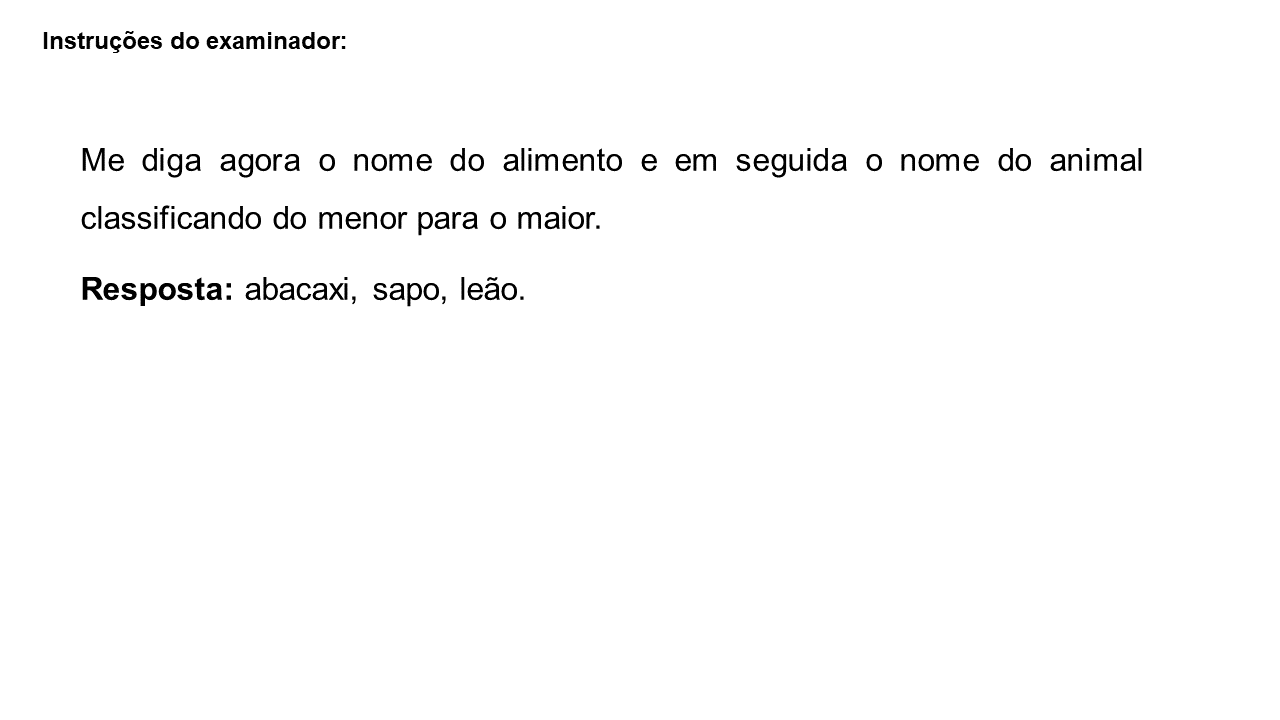 Instruções do examinador:
Me diga agora o nome do alimento e em seguida o nome do animal
classificando do menor para o maior.
Resposta: abacaxi, sapo, leão.